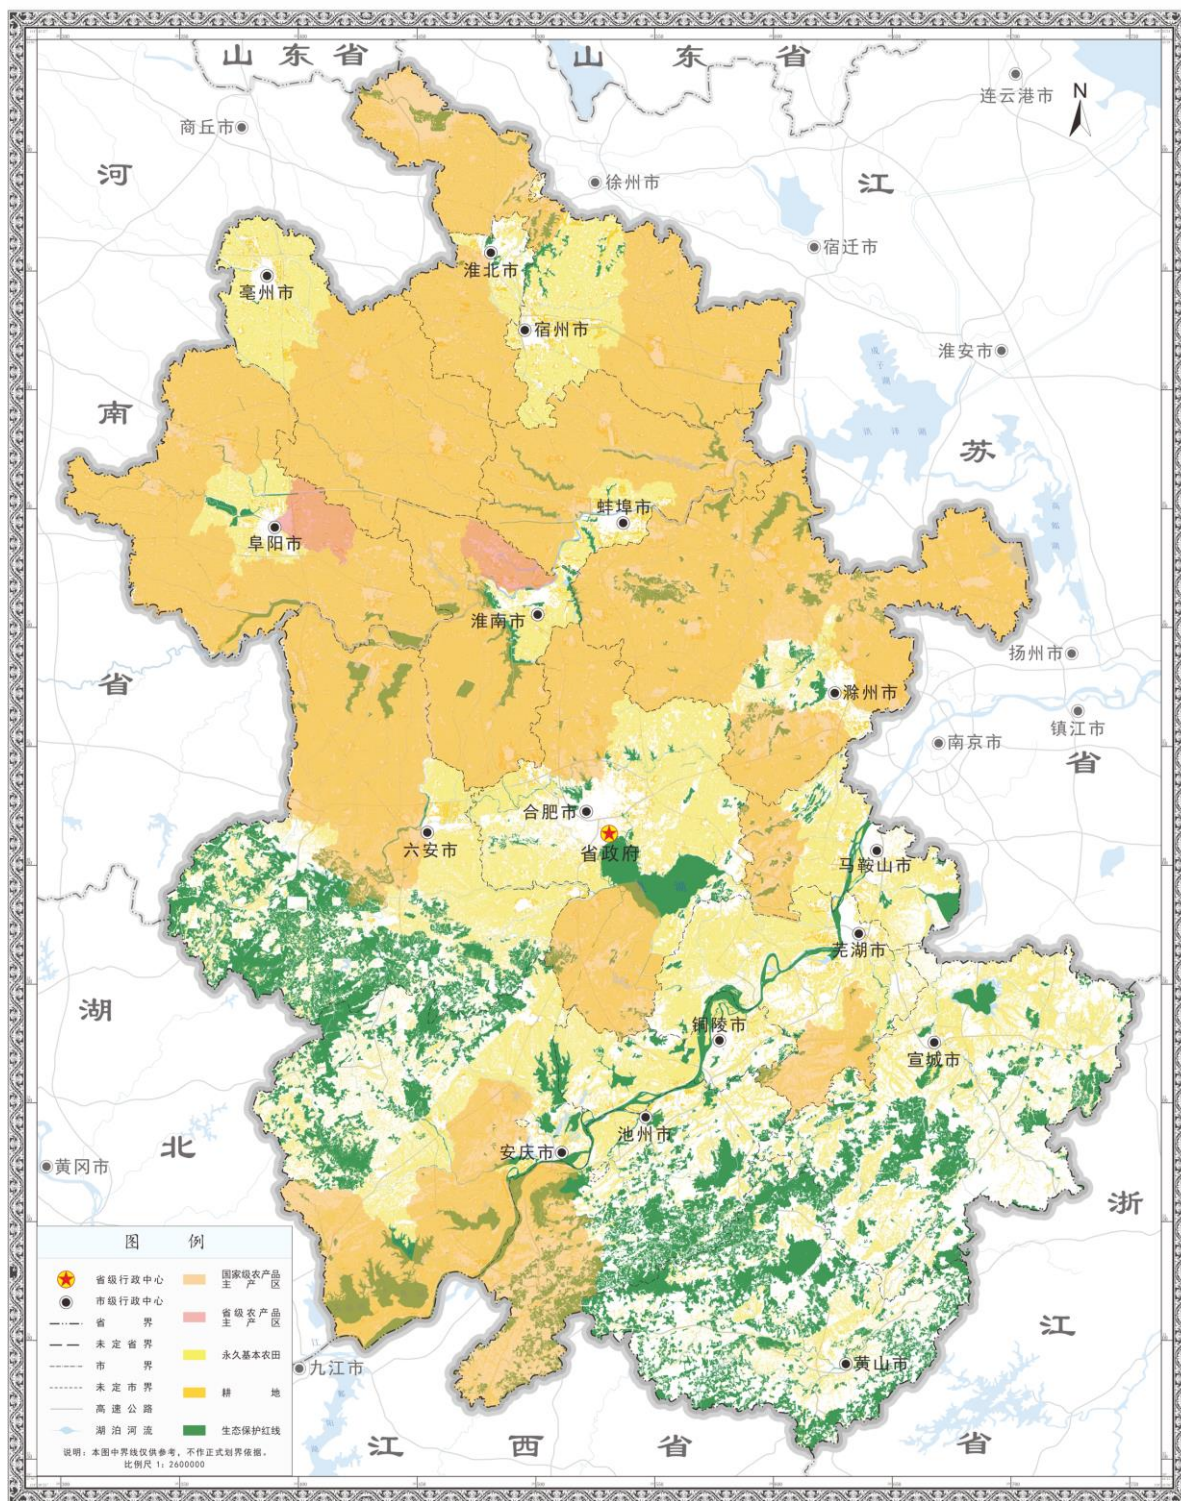 山东省
山东省
连云港市
N
商丘市
河
徐州市
江
宿迁市
淮北市
亳州市
宿州市
淮安市
南
苏
蚌埠市
阜阳市
淮南市
扬州市
省
滁州市
镇江市
南京市
省
合肥市
六安市
省政府
马鞍山市
芜湖市
湖
铜陵市
宣城市
池州市
安庆市
北
黄冈市
浙
江
黄山市
九江市
江西省
省
图例
省级行政中心
国家级农产品
主产区
市级行政中心
省界
省级农产品
主产区
未定省界
市界
永久基本农田
未定市界
耕地
高速公路
湖泊河流
生态保护红线
说明：本图中界线仅供参考，不作正式划界依据。
比例尺 1：2600000